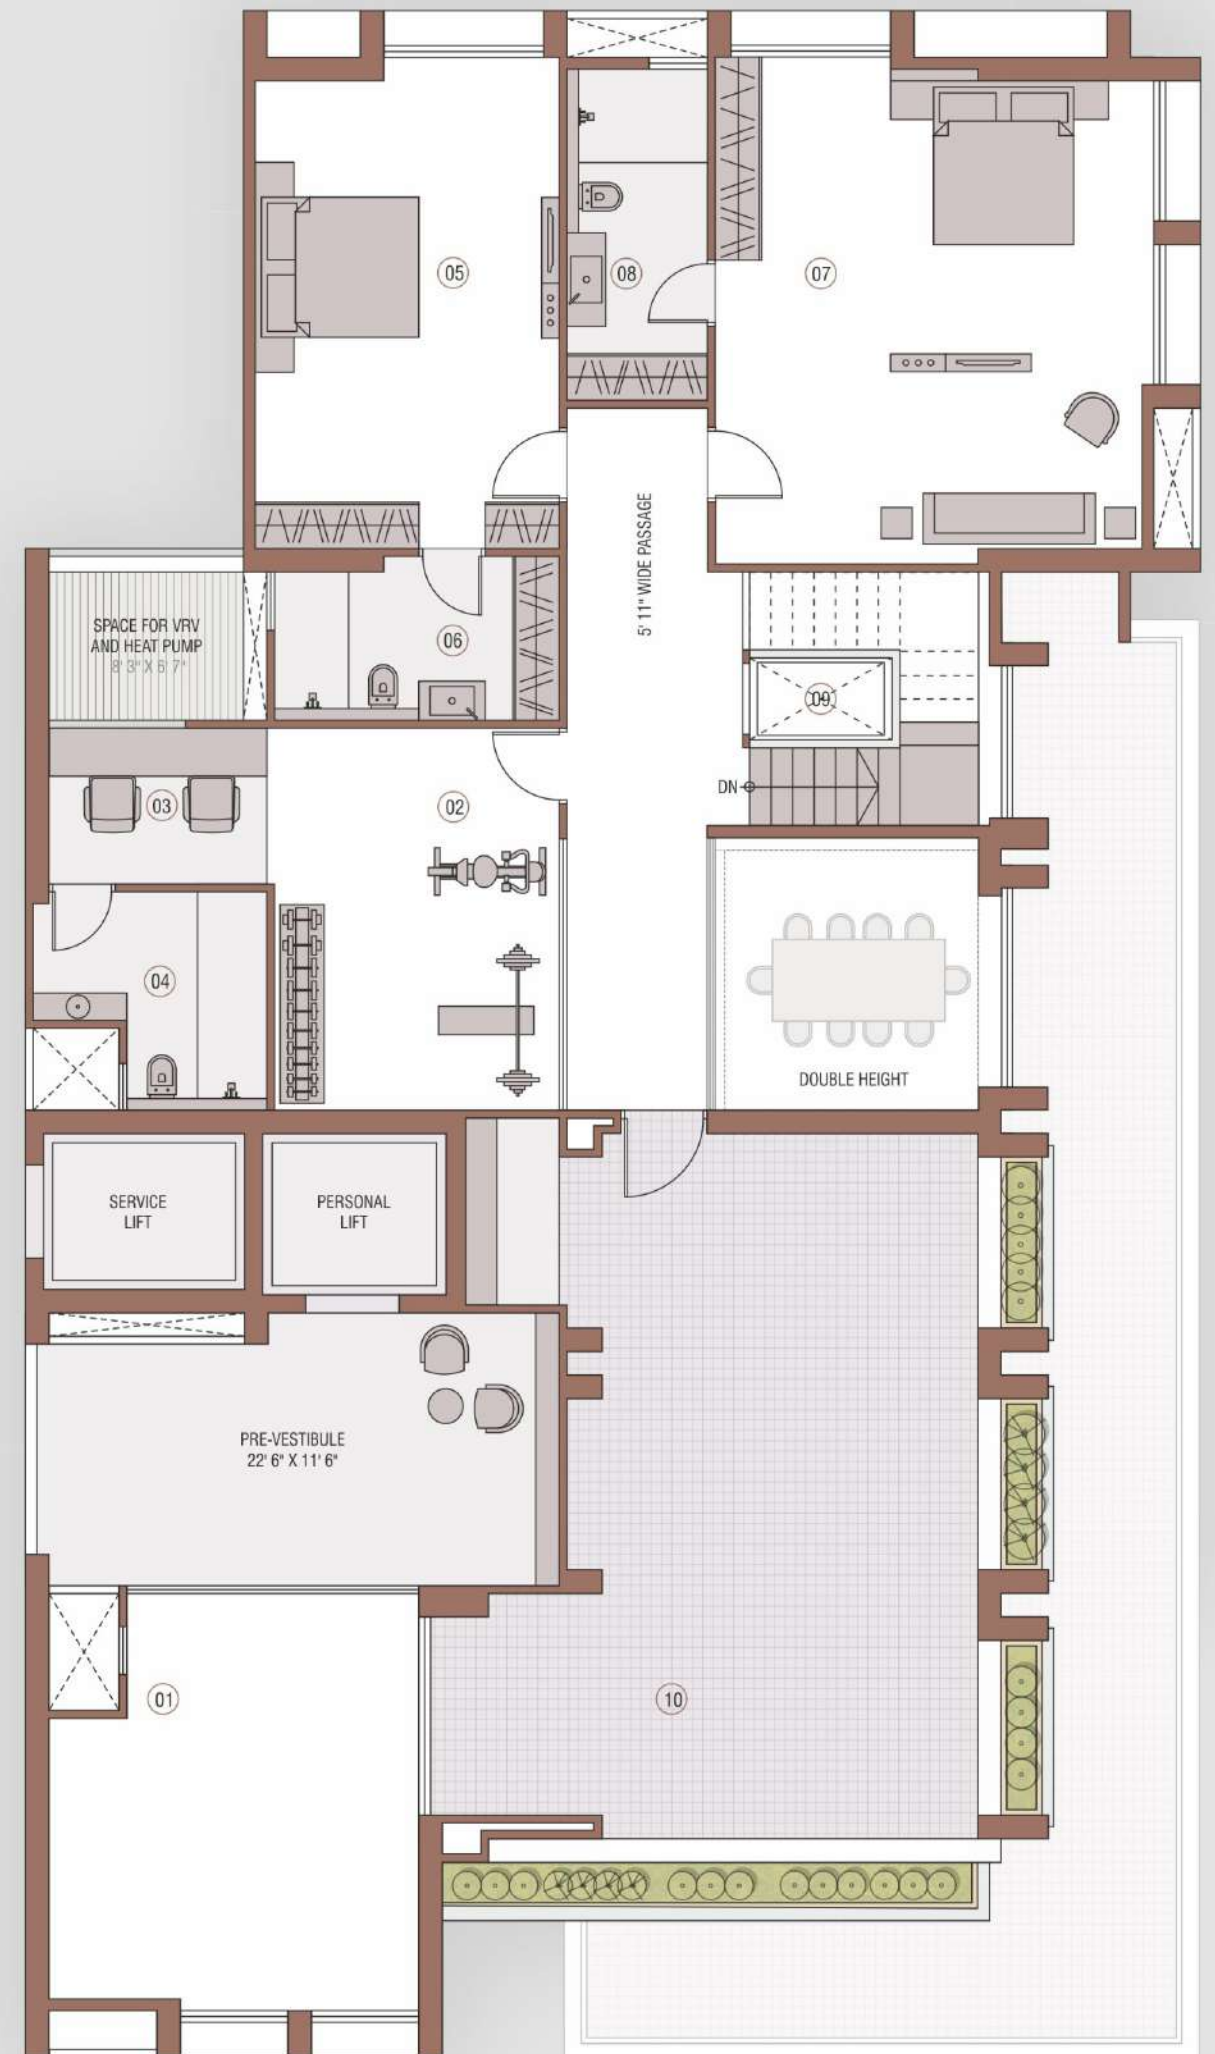 05
08
07
5' 11" WIDE PASSAGE
SPACE FOR VRV
AND HEAT PUMP
8' 3" X 6' 7"
06
09
DN
03
02
04
DOUBLE HEIGHT
SERVICE
LIFT
PERSONAL
LIFT
PRE-VESTIBULE
22' 6" X 11' 6"
01
10